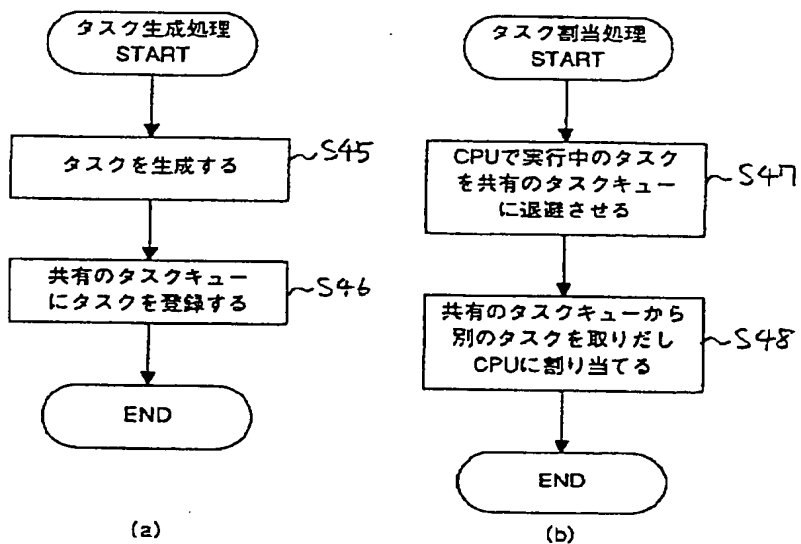 タスク生成処理
START
タスクを生成する
S45
共有のタスクキュー
にタスクを登録する
S46
END
(a)
タスク割当処理
START
CPUで実行中のタスク
を共有のタスクキュー
に退避させる
S47
共有のタスクキューから
別のタスクを取りだし
CPUに割り当てる
S48
END
(b)